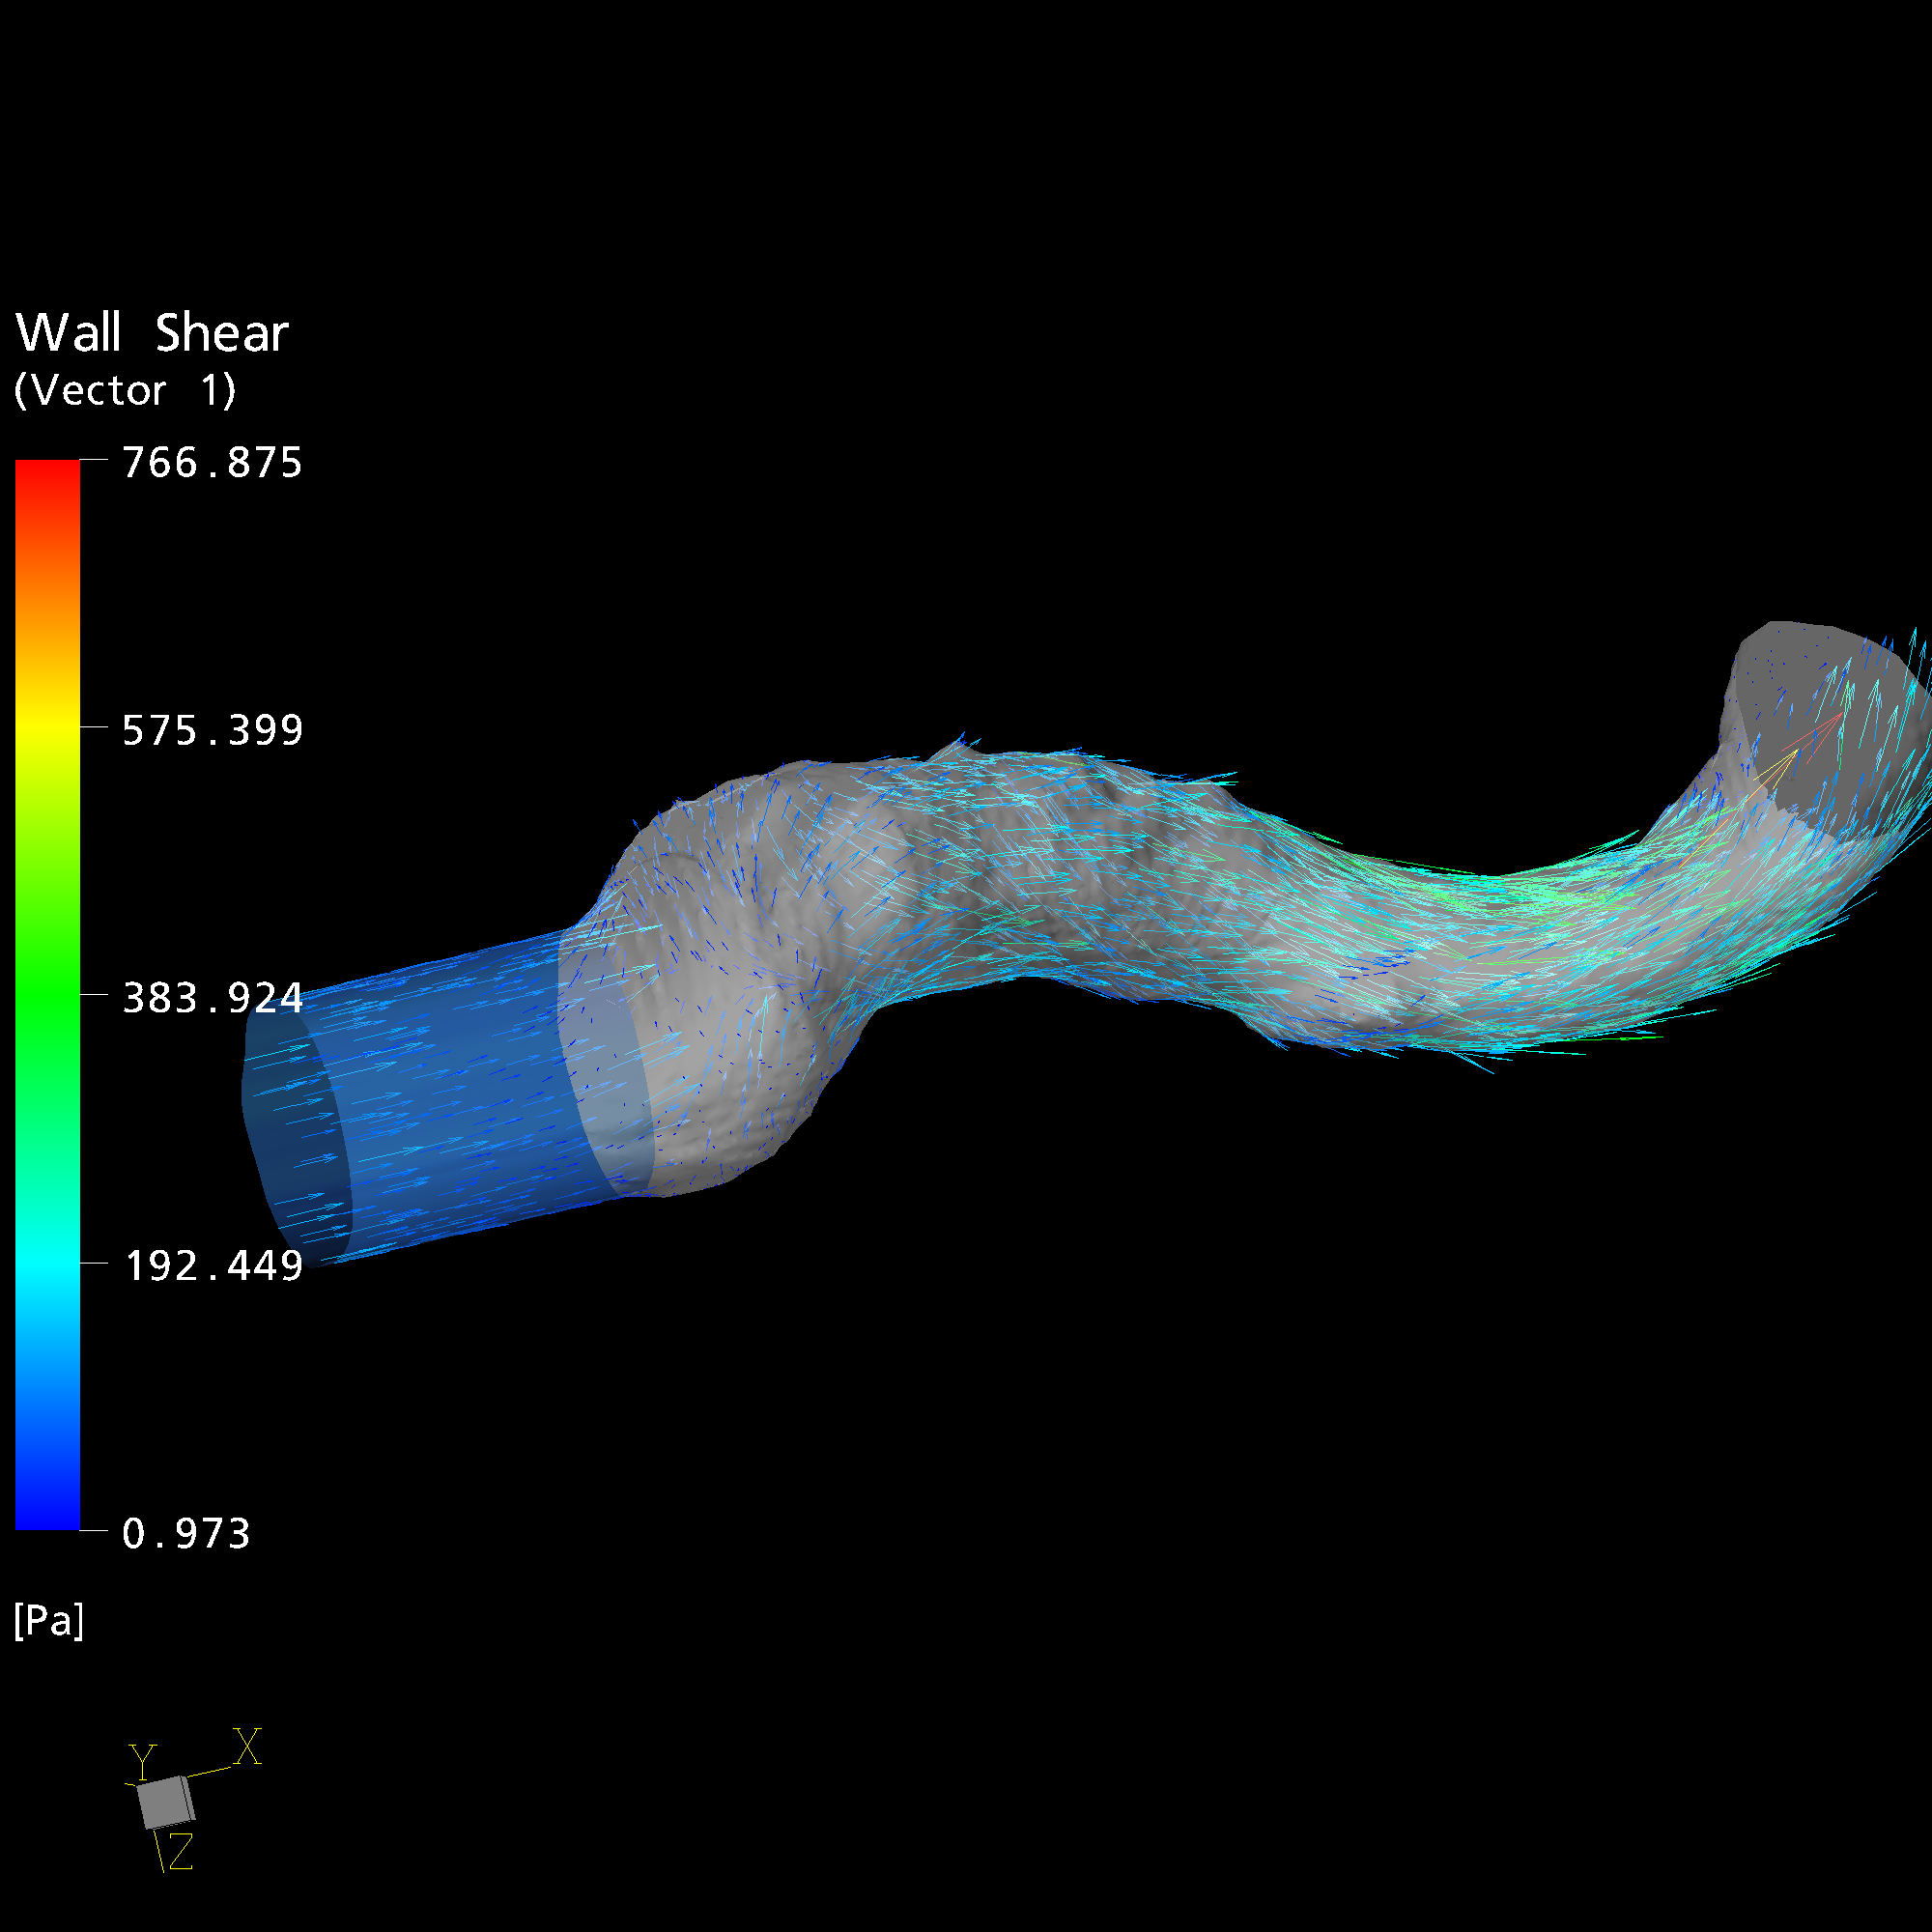 Wall Shear
(Vector 1)
766.875
575.399
383.924
192.449
0.973
[Pa]
X
Y
Z